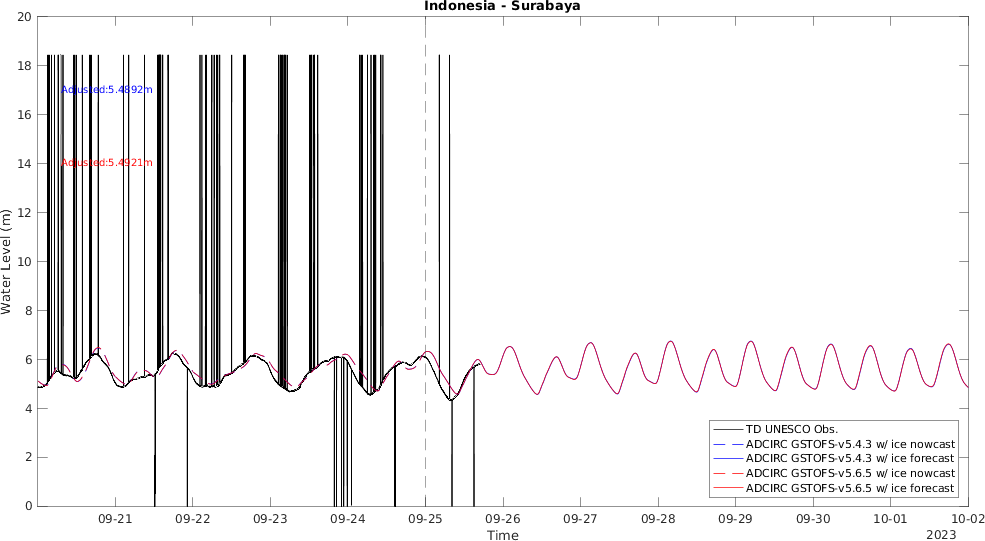 Indonesia - Surabaya
Water Level (m)
20
18
16
14
12
10
8
6
4
2
0
Adjusted:5.4892m
Adjusted:5.4921m
TD UNESCO Obs.
ADCIRC GSTOFS-v5.4.3 w/ ice nowcast
ADCIRC GSTOFS-v5.4.3 w/ ice forecast
ADCIRC GSTOFS-v5.6.5 w/ ice nowcast
ADCIRC GSTOFS-v5.6.5 w/ ice forecast
09-21 09-22 09-23 09-24 09-25 09-26 09-27 09-28 09-29 09-30 10-01 10-02
Time
2023